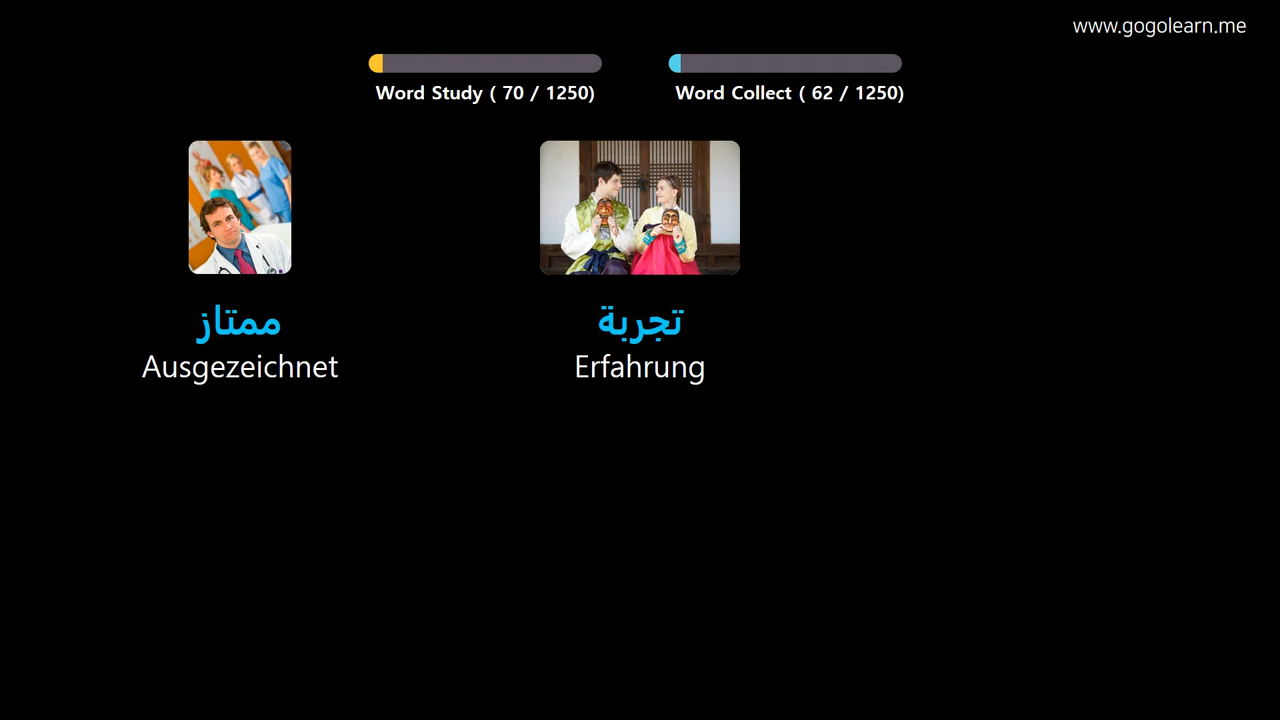 www.gogolearn.me
Word Study ( 70 / 1250)
Word Collect ( 62 / 1250)
ممتاز
Ausgezeichnet
تجربة
Erfahrung